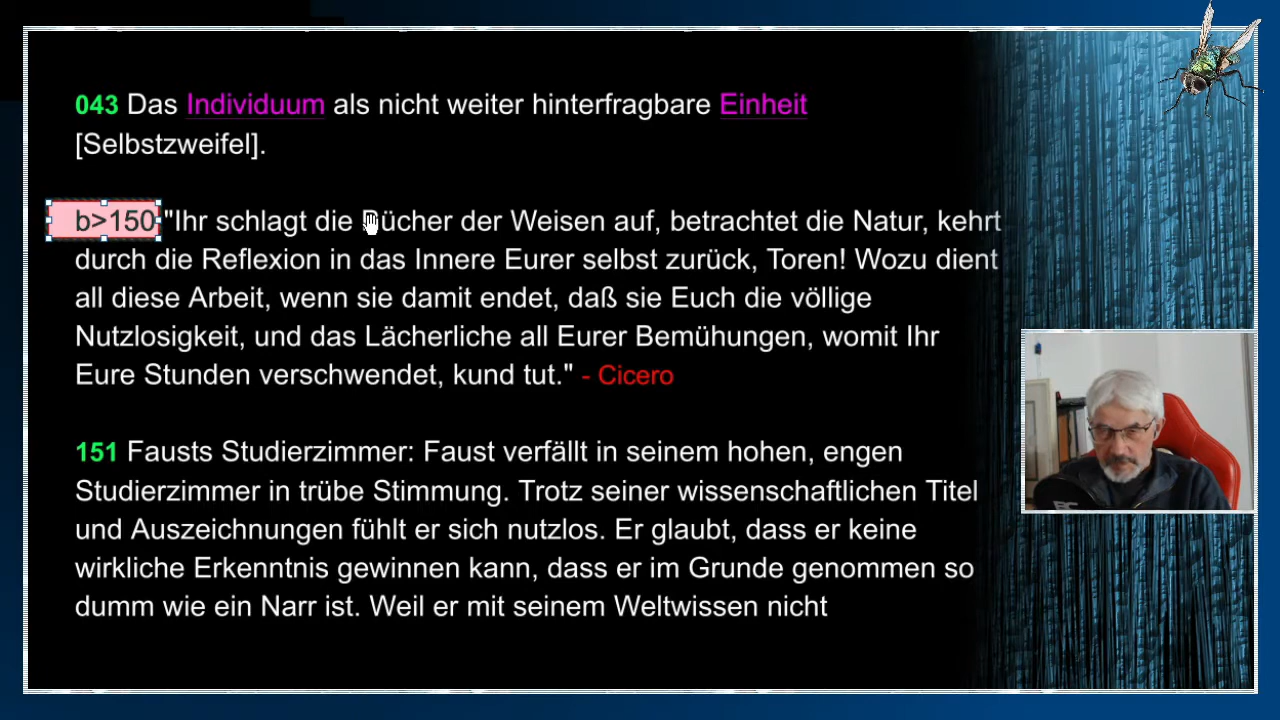 043 Das Individuum als nicht weiter hinterfragbare Einheit
[Selbstzweifel].
b>150 "Ihr schlagt die Bücher der Weisen auf, betrachtet die Natur, kehrt
durch die Reflexion in das Innere Eurer selbst zurück, Toren! Wozu dient
all diese Arbeit, wenn sie damit endet, daß sie Euch die völlige
Nutzlosigkeit, und das Lächerliche all Eurer Bemühungen, womit Ihr
Eure Stunden verschwendet, kund tut." - Cicero
151 Fausts Studierzimmer: Faust verfällt in seinem hohen, engen
Studierzimmer in trübe Stimmung. Trotz seiner wissenschaftlichen Titel
und Auszeichnungen fühlt er sich nutzlos. Er glaubt, dass er keine
wirkliche Erkenntnis gewinnen kann, dass er im Grunde genommen so
dumm wie ein Narr ist. Weil er mit seinem Weltwissen nicht